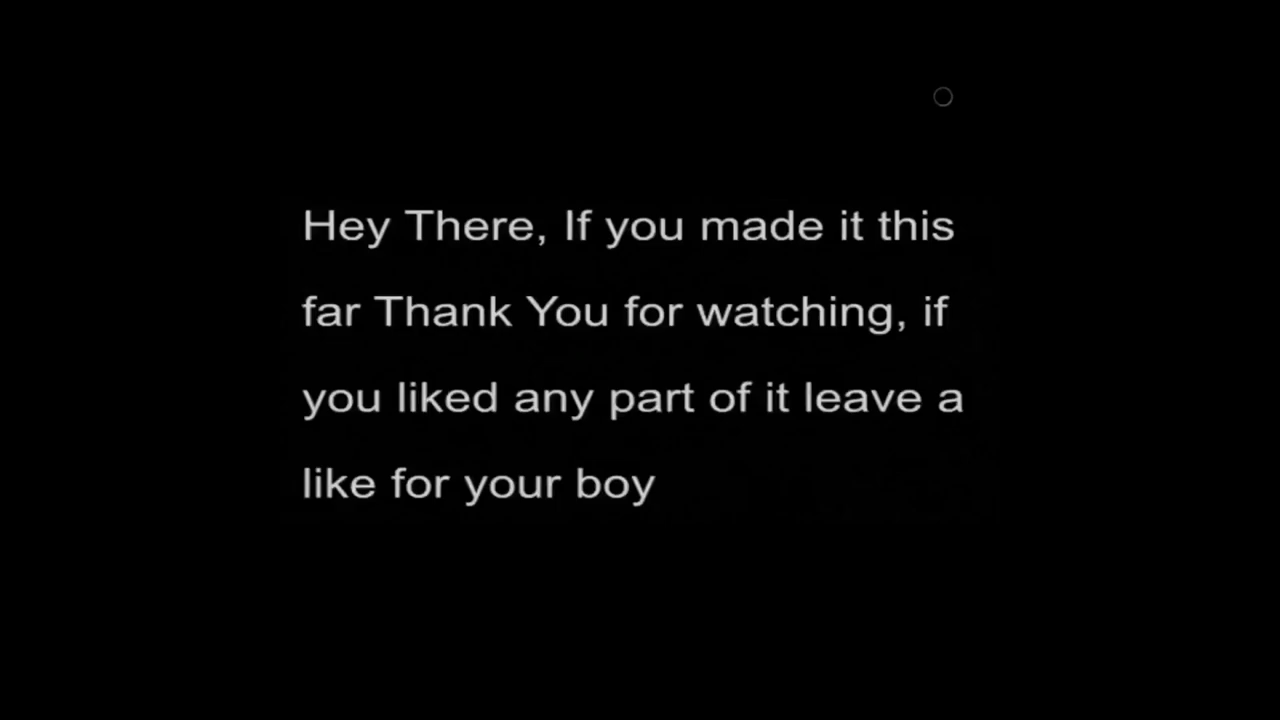 Hey There, If you made it this
far Thank You for watching, if
you liked any part of it leave a
like for your boy